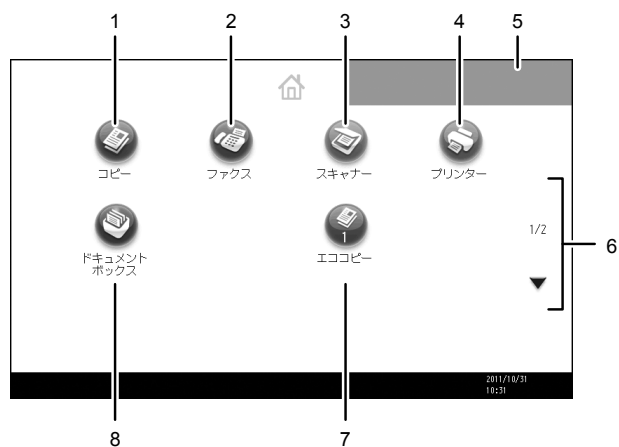 1
2
3
4
5
コピー
ファクス
スキャナー
プリンター
1/2
6
1
ドキュメント
ボックス
エココピー
2011/10/31
10:31
8
7